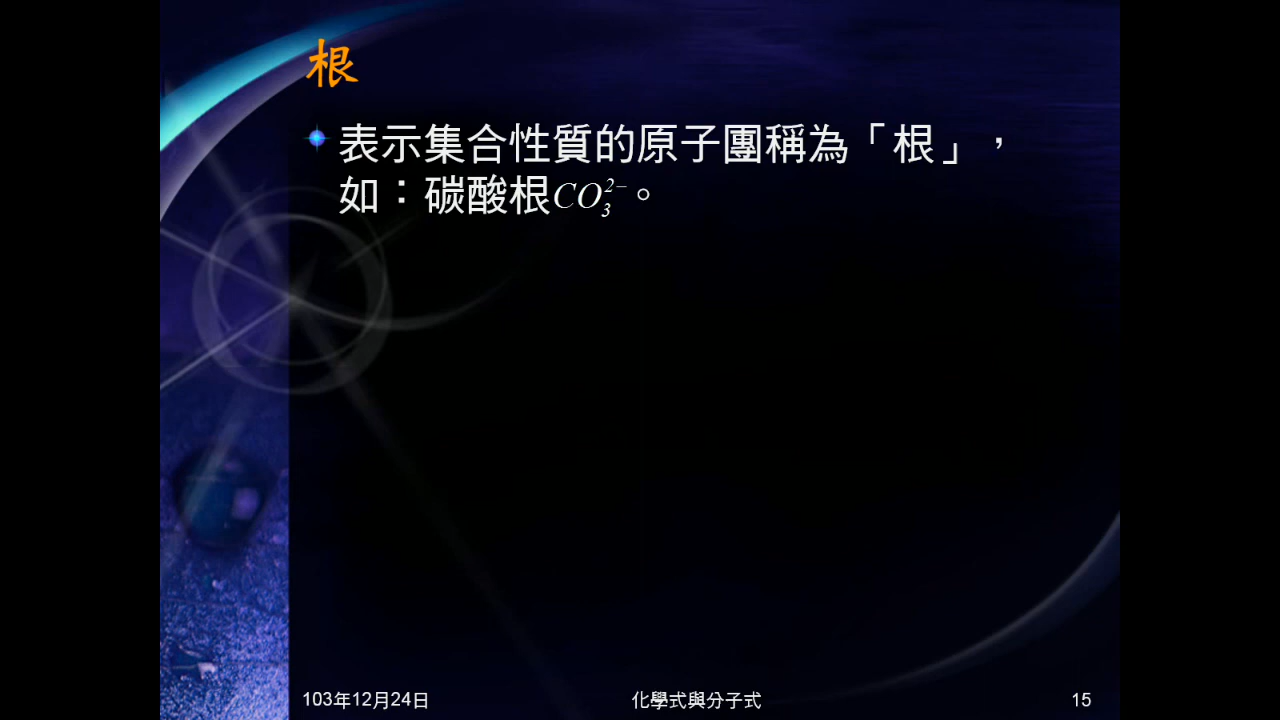 根
表示集合性質的原子團稱為「根」，
如：碳酸根CO₃²⁻。
103年12月24日
化學式與分子式
15